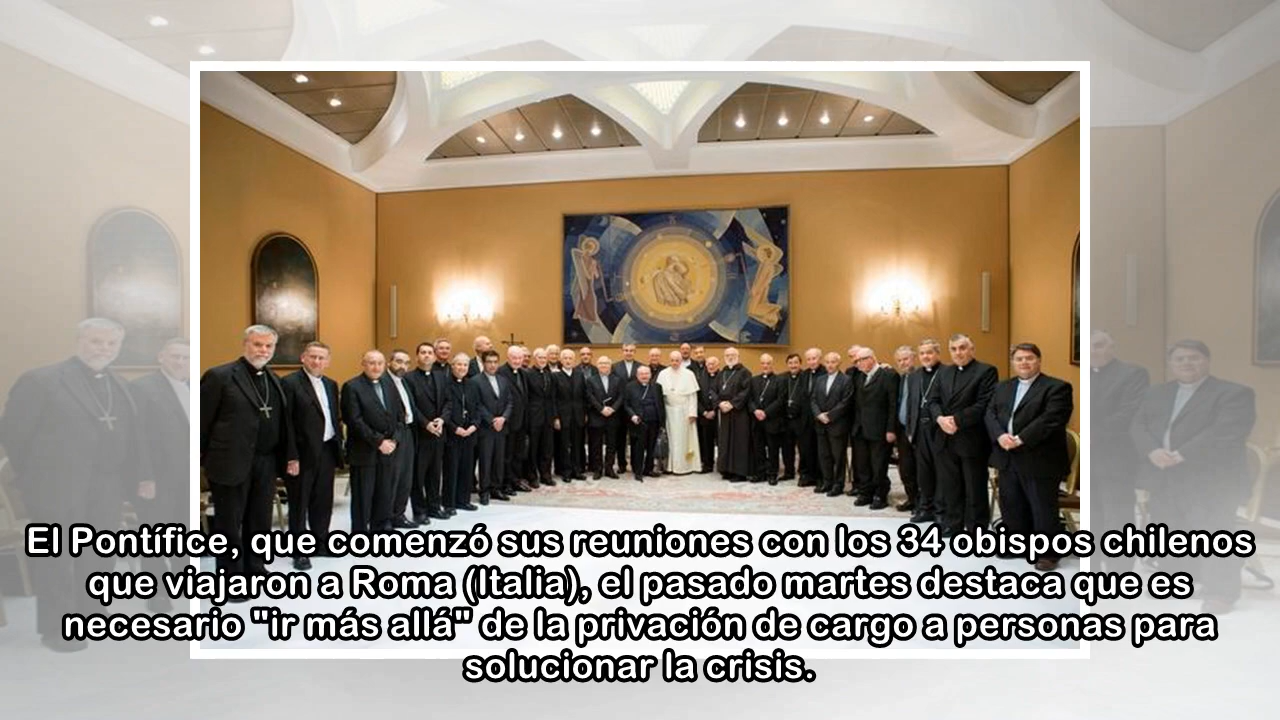 El Pontífice, que comenzó sus reuniones con los 34 obispos chilenos
que viajaron a Roma (Italia), el pasado martes destaca que es
necesario "ir más allá" de la privación de cargo a personas para
solucionar la crisis.